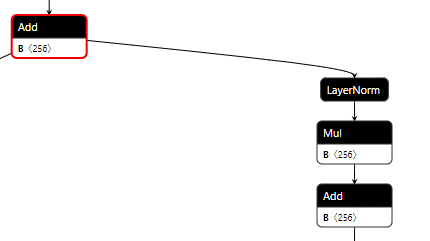 Add
B〈256〉
LayerNorm
Mul
B〈256〉
Add
B〈256〉